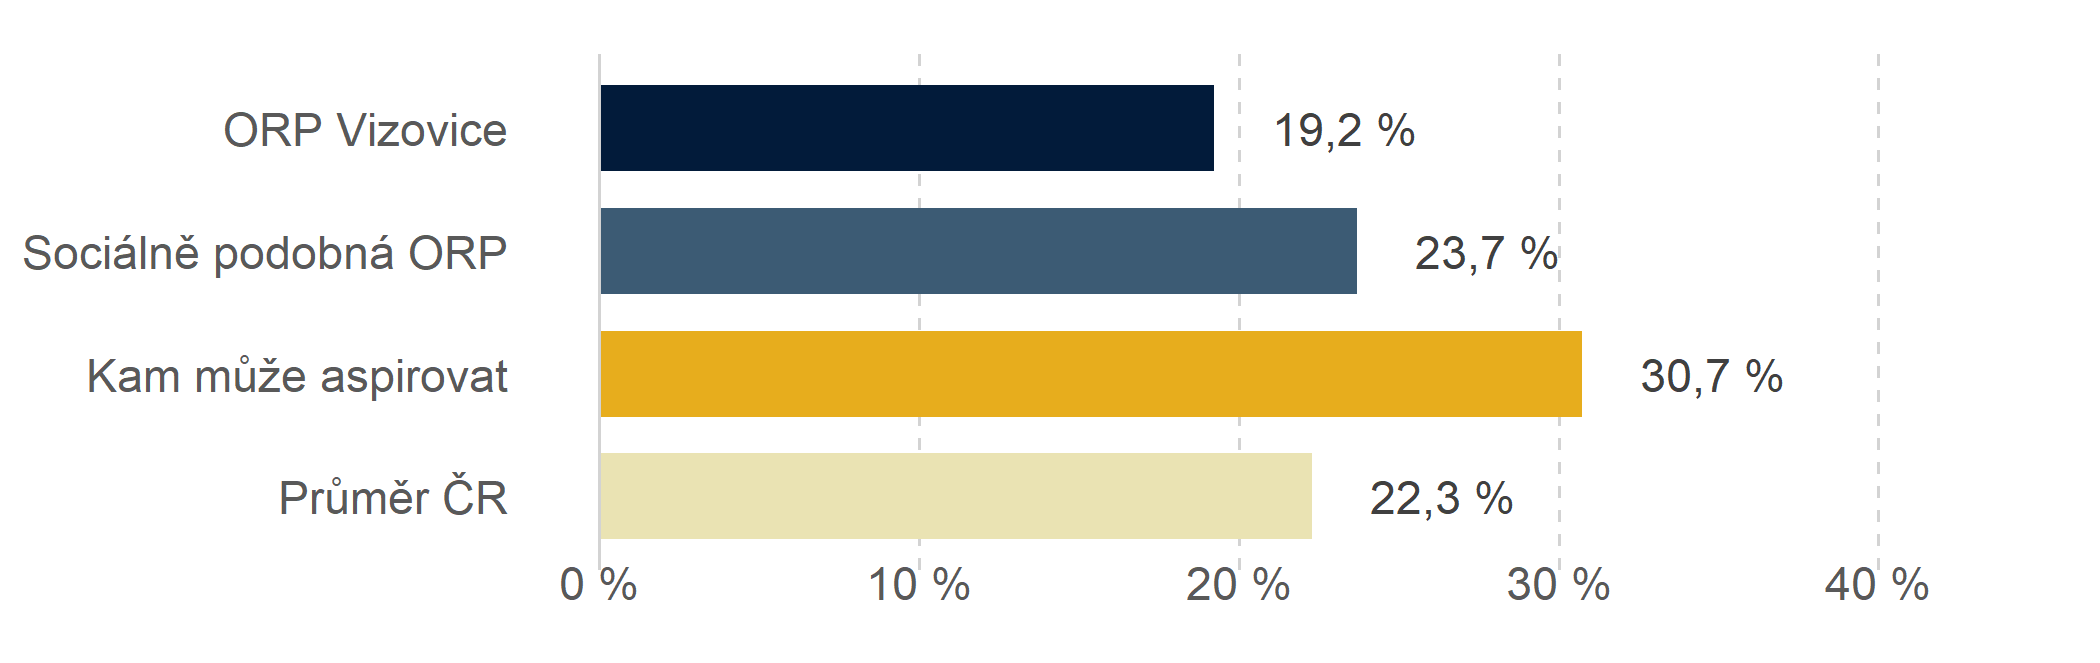 ORP Vizovice
19,2 %
Sociálně podobná ORP
23,7 %
Kam může aspirovat
30,7 %
Průměr ČR
22,3 %
0 % 10 % 20 % 30 % 40 %